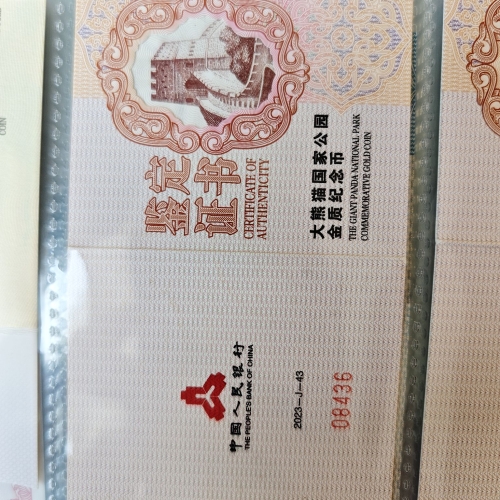 鉴定
证书
CERTIFICATE OF
AUTHENTICITY
大熊猫国家公园
金质纪念币
THE GIANT PANDA NATIONAL PARK
COMMEMORATIVE GOLD COIN
中国人民银行
THE PEOPLE'S BANK OF CHINA
2023-J-43
08436
COIN